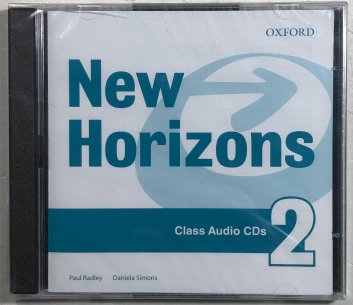 OXFORD
New
Horizons
Class Audio CDs 2
Paul Radley Daniela Simons